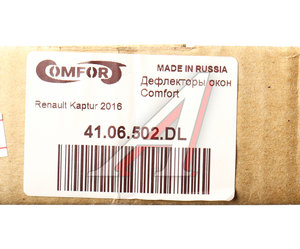 COMFORT
MADE IN RUSSIA
Дефлекторы окон
Comfort
Renault Kaptur 2016
41.06.502.DL